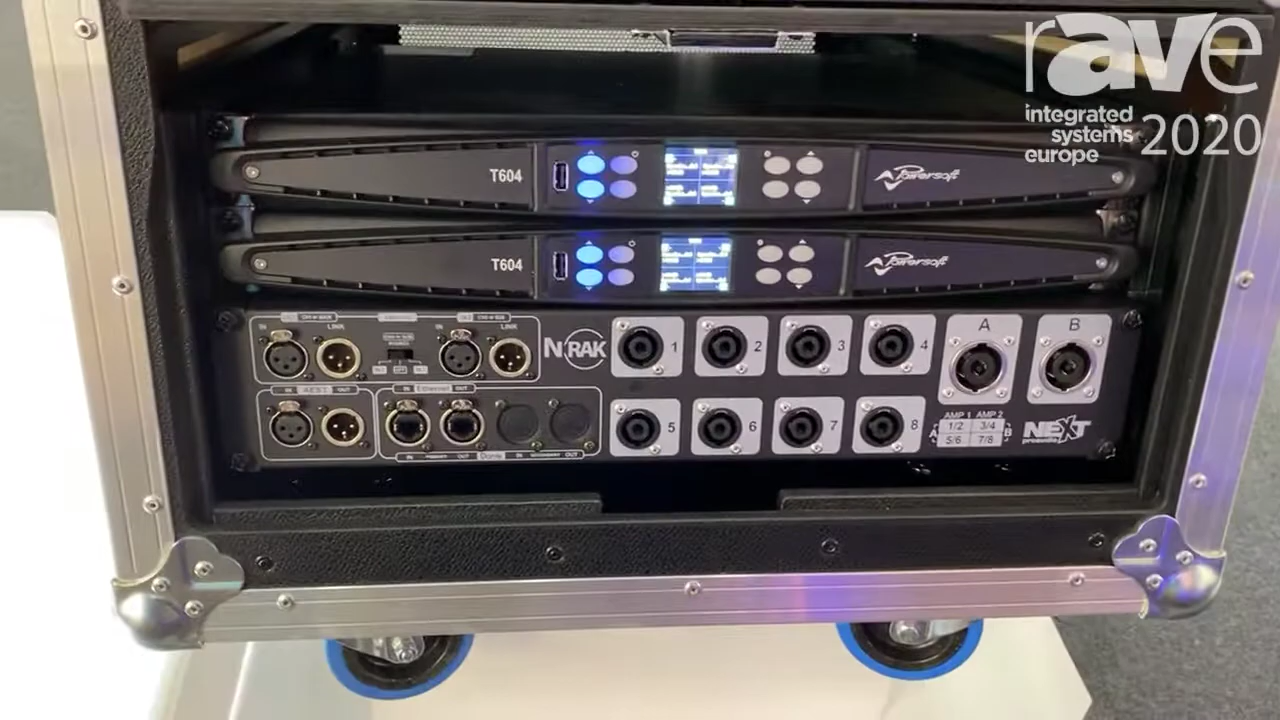 rave
integrated
systems
europe
2020
T604
Powersoft
T604
Powersoft
IN
LINK
IN
LINK
N-RAK
1
2
3
4
A
B
IN AES3 OUT
IN Ethernet OUT
5
6
7
8
AMP 1 AMP 2
A 1/2 3/4 B
5/6 7/8
NEXT
proaudio
IN PRIMARY OUT Dante IN SECONDARY OUT